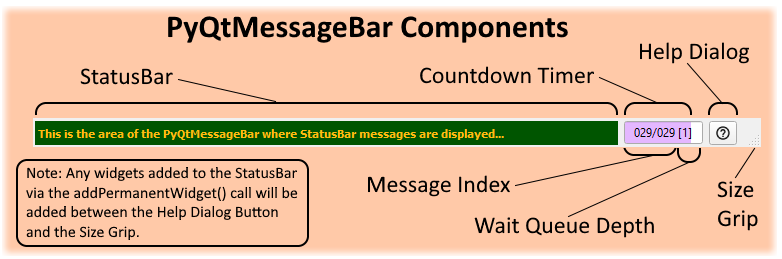 PyQtMessageBar Components
Help Dialog
StatusBar
Countdown Timer
This is the area of the PyQtMessageBar where StatusBar messages are displayed...
029/029 [1]
?
Note: Any widgets added to the StatusBar
via the addPermanentWidget() call will be
added between the Help Dialog Button
and the Size Grip.
Message Index
Wait Queue Depth
Size
Grip